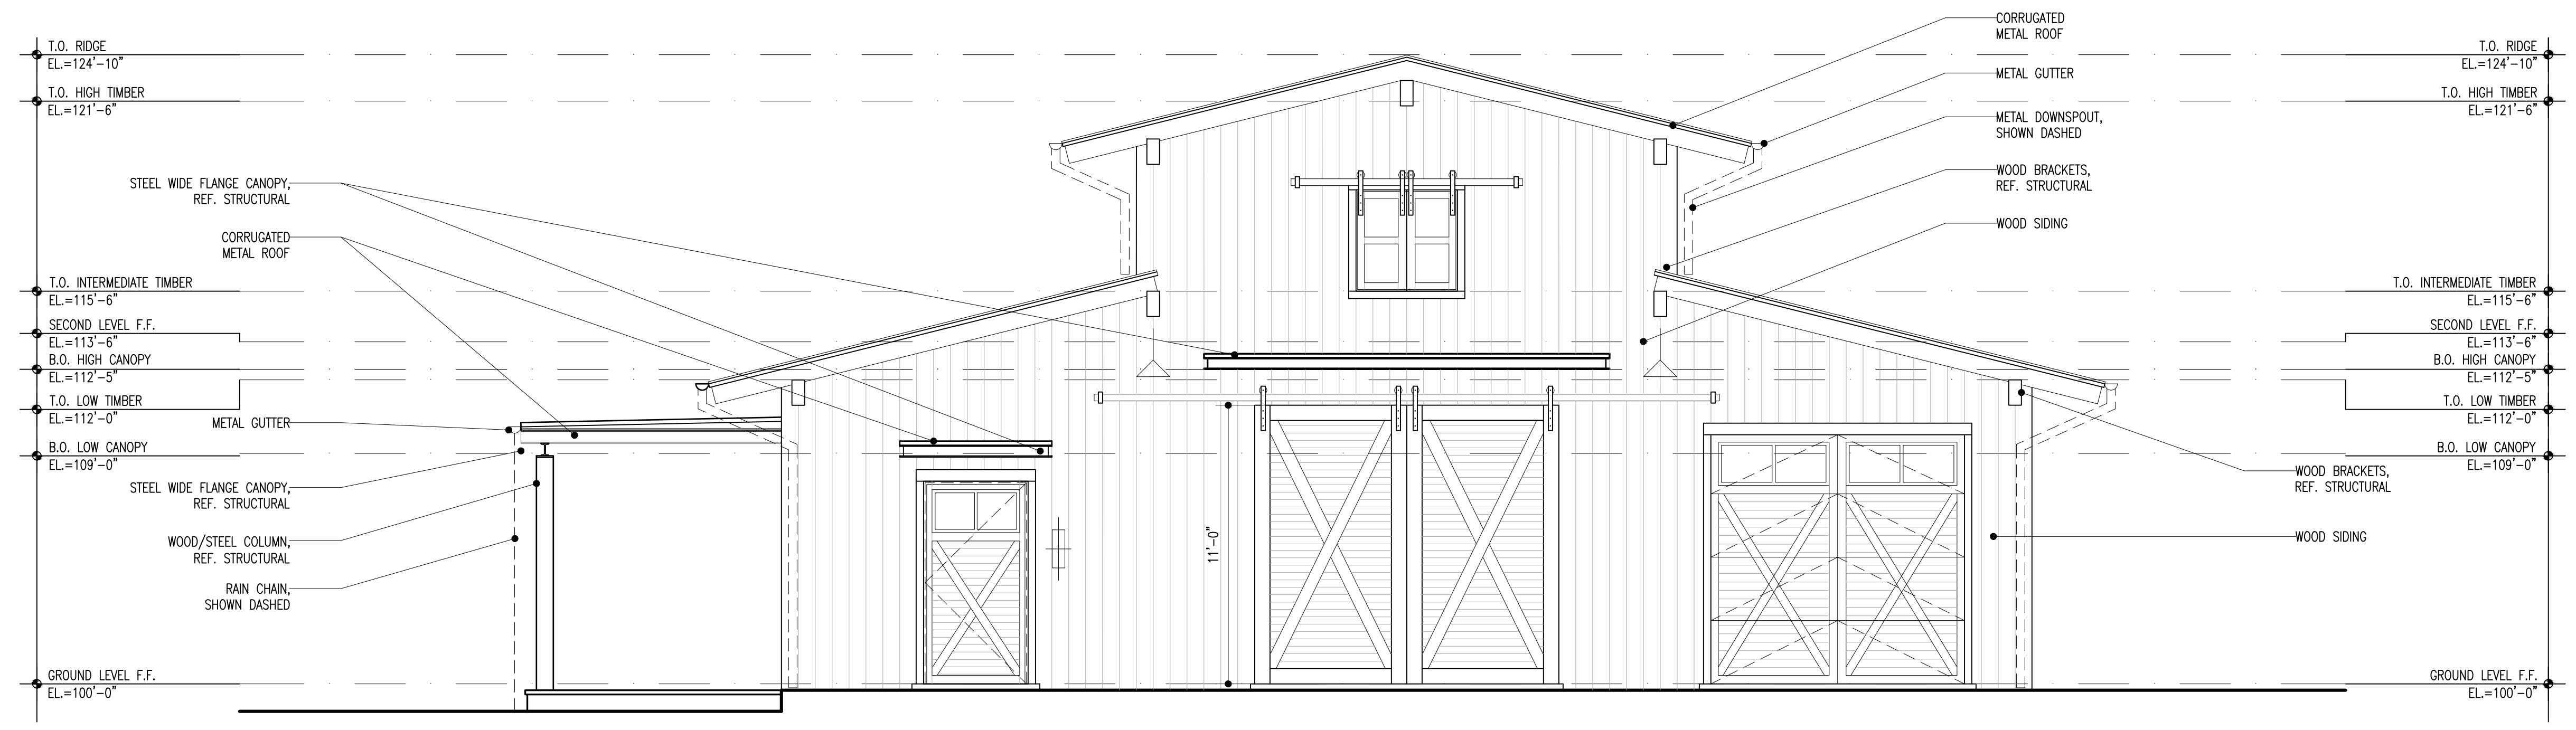 T.O. RIDGE
EL.=124'-10"
T.O. HIGH TIMBER
EL.=121'-6"
STEEL WIDE FLANGE CANOPY,
REF. STRUCTURAL
CORRUGATED
METAL ROOF
T.O. INTERMEDIATE TIMBER
EL.=115'-6"
SECOND LEVEL F.F.
EL.=113'-6"
B.O. HIGH CANOPY
EL.=112'-5"
T.O. LOW TIMBER
EL.=112'-0"
METAL GUTTER
B.O. LOW CANOPY
EL.=109'-0"
STEEL WIDE FLANGE CANOPY,
REF. STRUCTURAL
WOOD/STEEL COLUMN,
REF. STRUCTURAL
RAIN CHAIN,
SHOWN DASHED
GROUND LEVEL F.F.
EL.=100'-0"
11'-0"
CORRUGATED
METAL ROOF
METAL GUTTER
METAL DOWNSPOUT,
SHOWN DASHED
WOOD BRACKETS,
REF. STRUCTURAL
WOOD SIDING
WOOD BRACKETS,
REF. STRUCTURAL
WOOD SIDING
T.O. RIDGE
EL.=124'-10"
T.O. HIGH TIMBER
EL.=121'-6"
T.O. INTERMEDIATE TIMBER
EL.=115'-6"
SECOND LEVEL F.F.
EL.=113'-6"
B.O. HIGH CANOPY
EL.=112'-5"
T.O. LOW TIMBER
EL.=112'-0"
B.O. LOW CANOPY
EL.=109'-0"
GROUND LEVEL F.F.
EL.=100'-0"